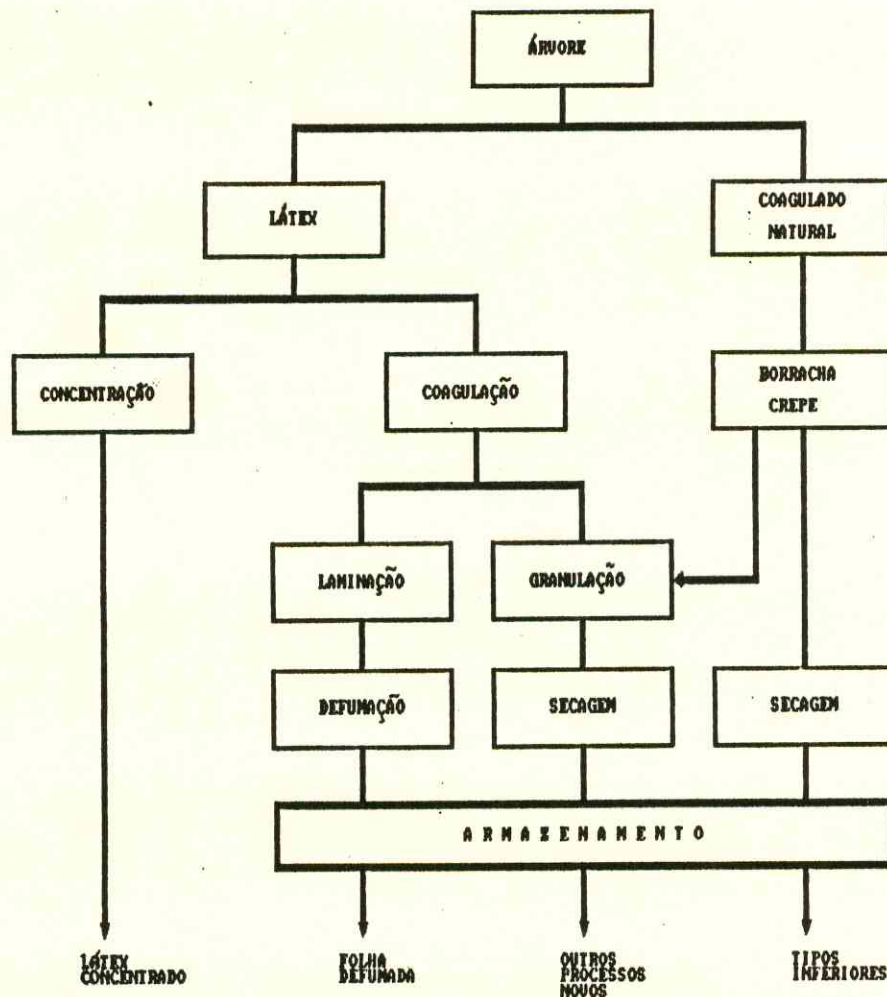 ÁRVORE
LÁTEX
COAGULADO
NATURAL
CONCENTRAÇÃO
COAGULAÇÃO
BORRACHA
CREPE
LAMINAÇÃO
GRANULAÇÃO
DEFUMAÇÃO
SECAGEM
SECAGEM
ARMAZENAMENTO
LÁTEX
CONCENTRADO
FOLHA
DEFUMADA
OUTROS
PROCESSOS
NOVOS
TIPOS
INFERIORES